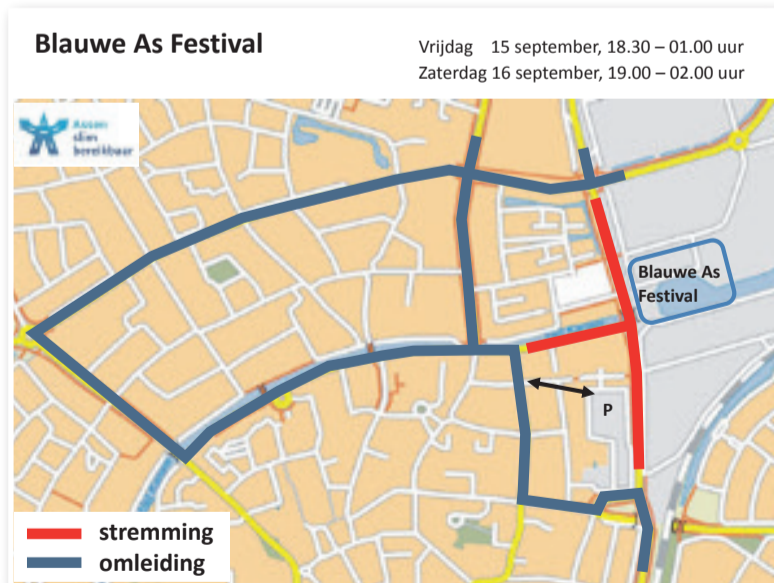 Blauwe As Festival
Vrijdag 15 september, 18.30 – 01.00 uur
Zaterdag 16 september, 19.00 – 02.00 uur
Assen
slim
bereikbaar
Blauwe As
Festival
P
stremming
omleiding